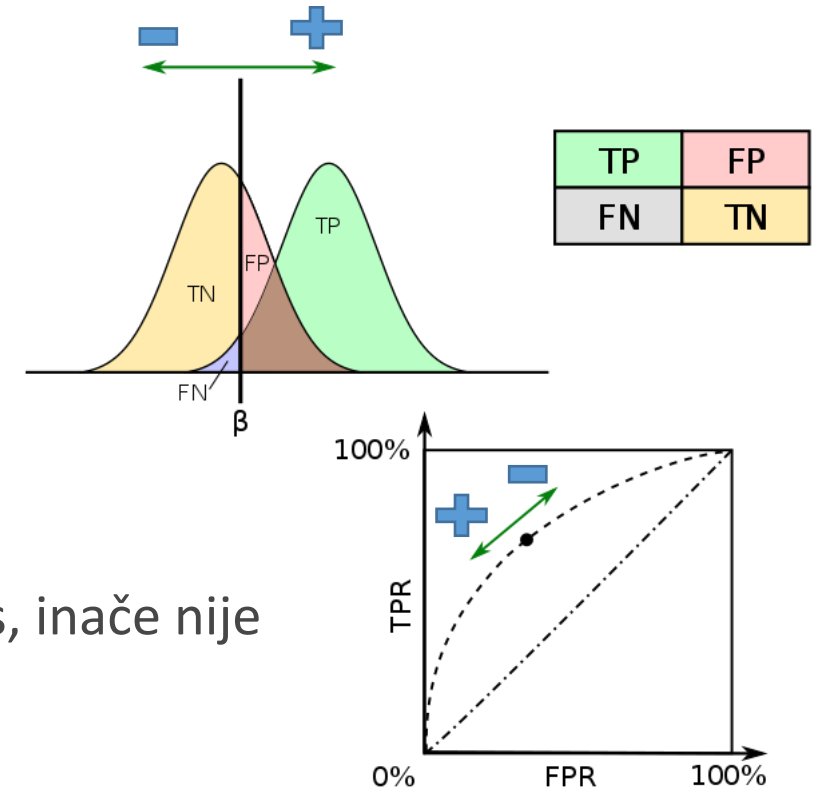 TP FP
FN TN
TP
FP
TN
FN
β
100%
TPR
s, inače nije
0% FPR 100%